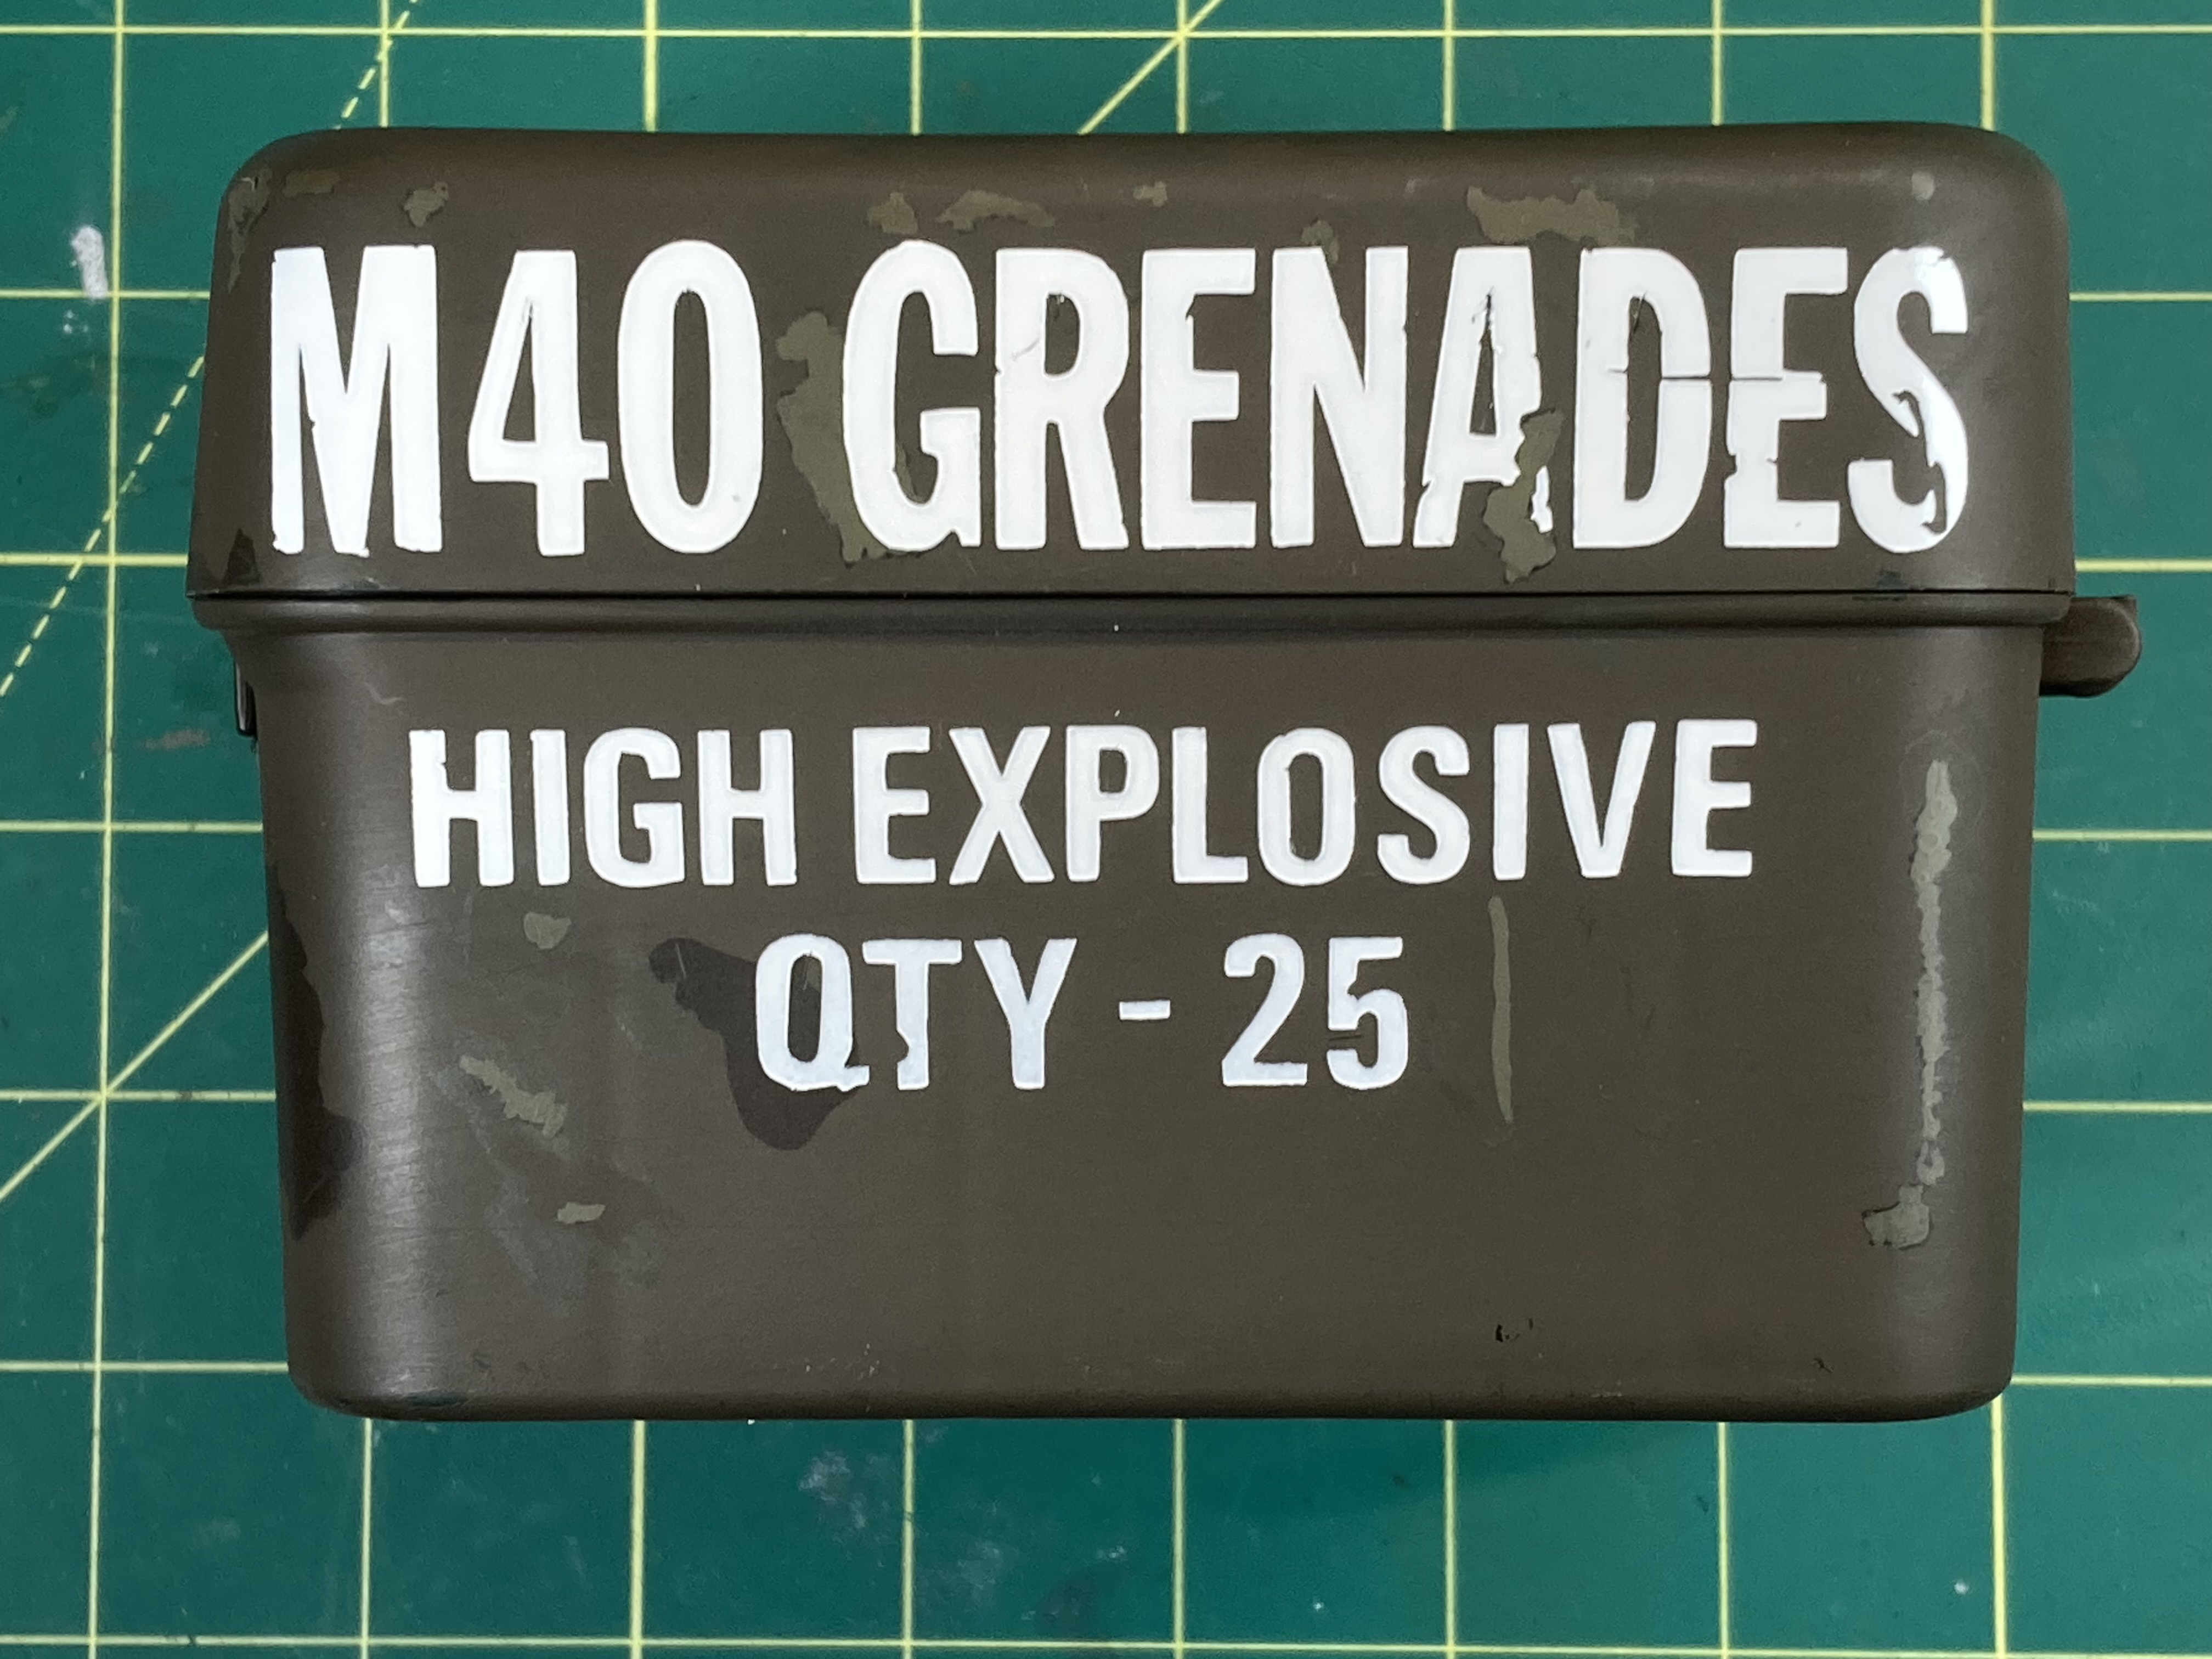 M40 GRENADES
HIGH EXPLOSIVE
QTY - 25